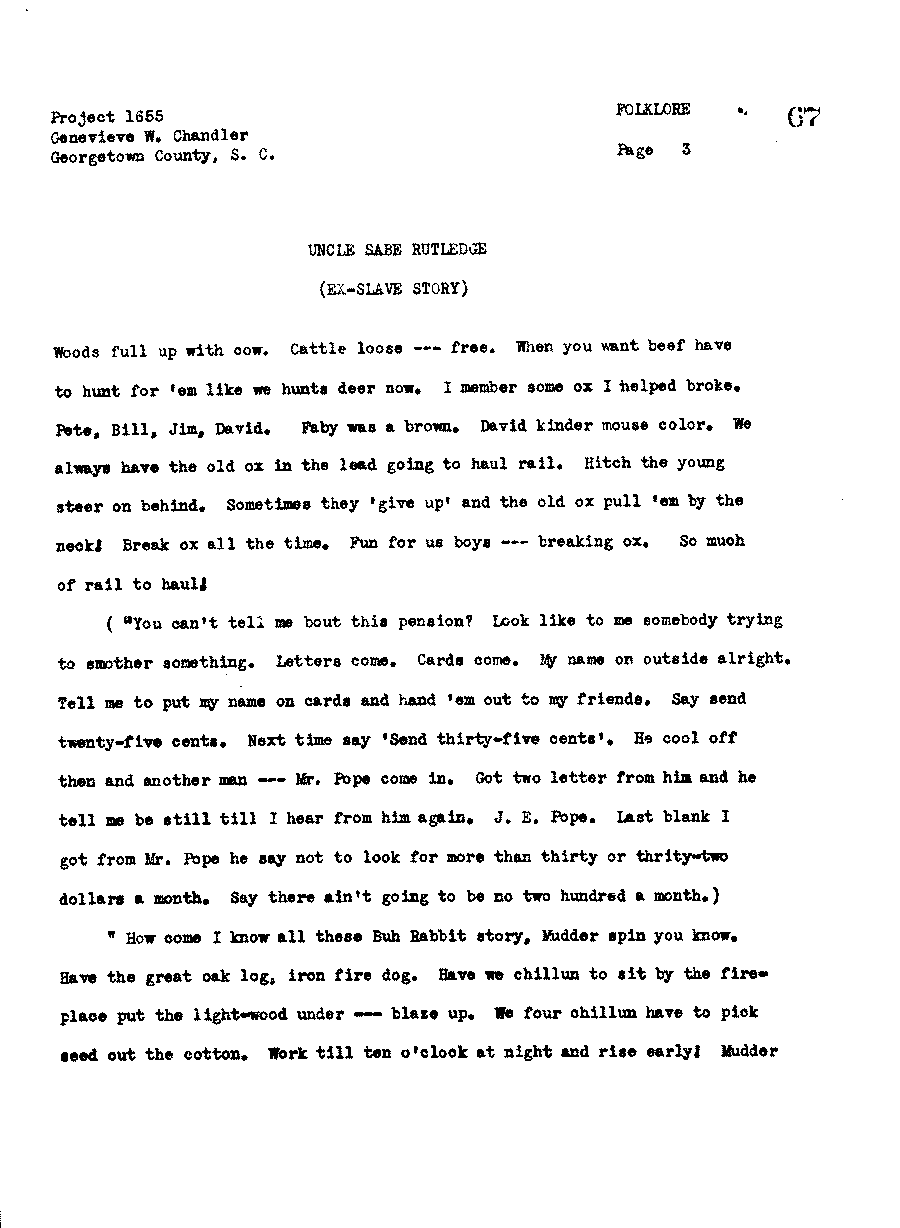 Project 1655
Genevieve W. Chandler
Georgetown County, S. C.
FOLKLORE
67
Page 3
UNCLE SABE RUTLEDGE
(EX-SLAVE STORY)
Woods full up with cow. Cattle loose --- free. When you want beef have
to hunt for 'em like we hunts deer now. I member some ox I helped broke.
Pete, Bill, Jim, David. Faby was a brown. David kinder mouse color. We
always have the old ox in the lead going to haul rail. Hitch the young
steer on behind. Sometimes they 'give up' and the old ox pull 'em by the
neck! Break ox all the time. Fun for us boys --- breaking ox. So much
of rail to haul!
( "You can't tell me bout this pension? Look like to me somebody trying
to smother something. Letters come. Cards come. My name on outside alright.
Tell me to put my name on cards and hand 'em out to my friends. Say send
twenty-five cents. Next time say 'Send thirty-five cents'. He cool off
then and another man --- Mr. Pope come in. Got two letter from him and he
tell me be still till I hear from him again. J. E. Pope. Last blank I
got from Mr. Pope he say not to look for more than thirty or thrity-two
dollars a month. Say there ain't going to be no two hundred a month.)
" How come I know all these Buh Rabbit story, Mudder spin you know.
Have the great oak log, iron fire dog. Have we chillun to sit by the fire-
place put the light-wood under --- blaze up. We four chillun have to pick
seed out the cotton. Work till ten o'clock at night and rise early! Mudder